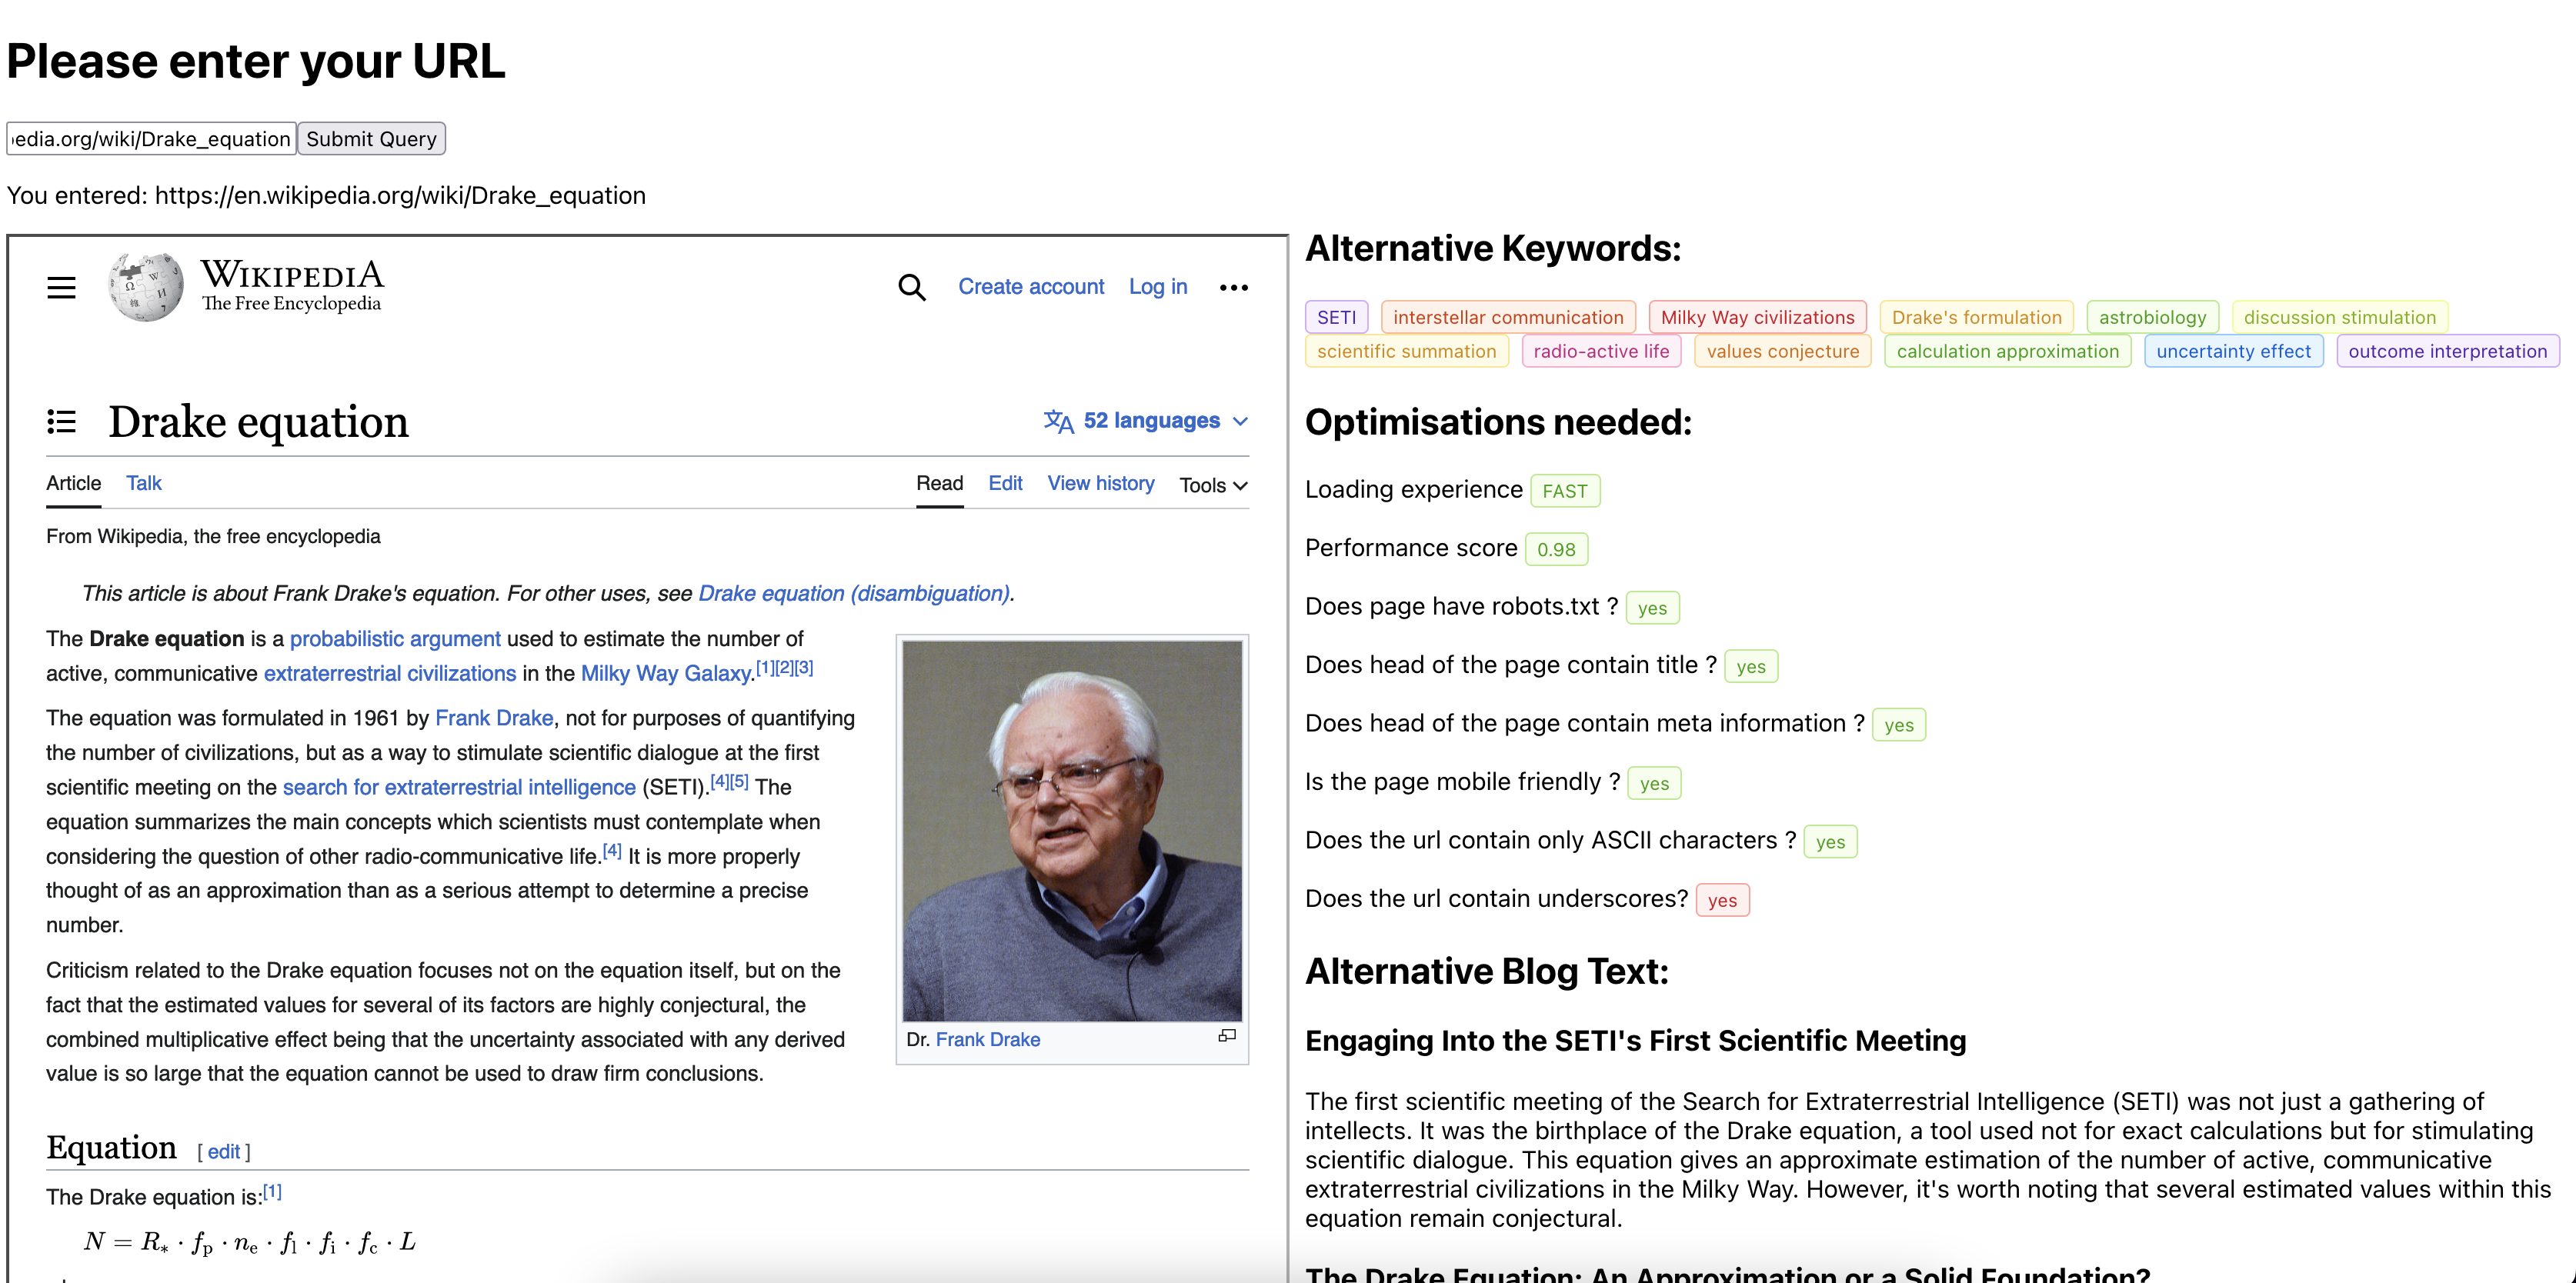 Please enter your URL
edia.org/wiki/Drake_equation Submit Query
You entered: https://en.wikipedia.org/wiki/Drake_equation
WIKIPEDIA
The Free Encyclopedia
Create account Log in
Drake equation
52 languages
Article Talk Read Edit View history Tools
From Wikipedia, the free encyclopedia
This article is about Frank Drake's equation. For other uses, see Drake equation (disambiguation).
The Drake equation is a probabilistic argument used to estimate the number of
active, communicative extraterrestrial civilizations in the Milky Way Galaxy.[1][2][3]
The equation was formulated in 1961 by Frank Drake, not for purposes of quantifying
the number of civilizations, but as a way to stimulate scientific dialogue at the first
scientific meeting on the search for extraterrestrial intelligence (SETI).[4][5] The
equation summarizes the main concepts which scientists must contemplate when
considering the question of other radio-communicative life.[4] It is more properly
thought of as an approximation than as a serious attempt to determine a precise
number.
Criticism related to the Drake equation focuses not on the equation itself, but on the
fact that the estimated values for several of its factors are highly conjectural, the
combined multiplicative effect being that the uncertainty associated with any derived
value is so large that the equation cannot be used to draw firm conclusions.
Dr. Frank Drake
Equation [ edit ]
The Drake equation is:[1]
N = R∗ · fp · ne · fl · fi · fc · L
Alternative Keywords:
SETI interstellar communication Milky Way civilizations Drake's formulation astrobiology discussion stimulation
scientific summation radio-active life values conjecture calculation approximation uncertainty effect outcome interpretation
Optimisations needed:
Loading experience FAST
Performance score 0.98
Does page have robots.txt ? yes
Does head of the page contain title ? yes
Does head of the page contain meta information ? yes
Is the page mobile friendly ? yes
Does the url contain only ASCII characters ? yes
Does the url contain underscores? yes
Alternative Blog Text:
Engaging Into the SETI's First Scientific Meeting
The first scientific meeting of the Search for Extraterrestrial Intelligence (SETI) was not just a gathering of
intellects. It was the birthplace of the Drake equation, a tool used not for exact calculations but for stimulating
scientific dialogue. This equation gives an approximate estimation of the number of active, communicative
extraterrestrial civilizations in the Milky Way. However, it's worth noting that several estimated values within this
equation remain conjectural.
The Drake Equation: An Approximation or a Solid Foundation?